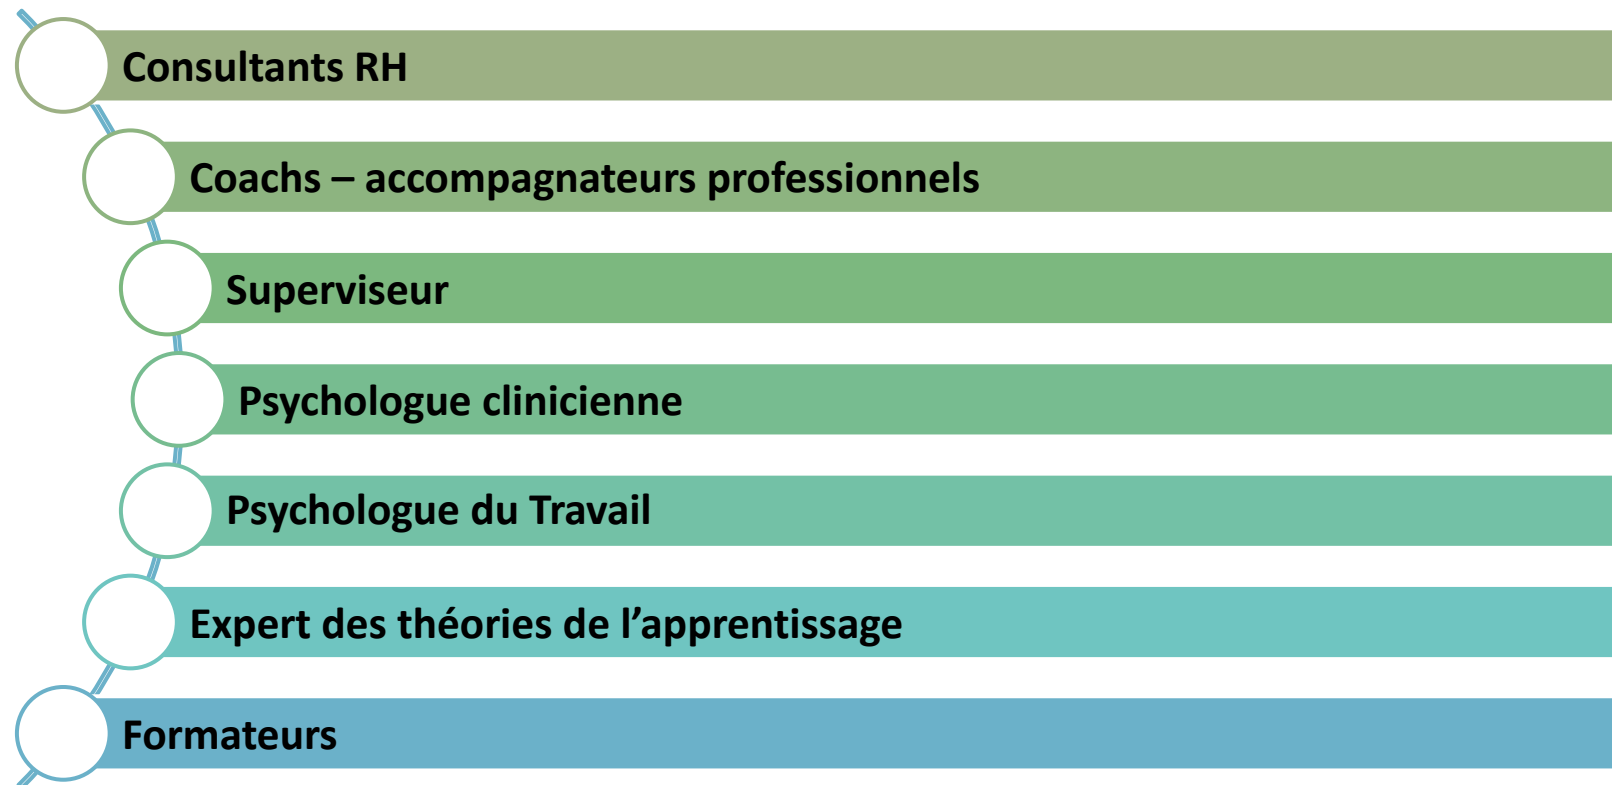 Consultants RH
Coachs – accompagnateurs professionnels
Superviseur
Psychologue clinicienne
Psychologue du Travail
Expert des théories de l’apprentissage
Formateurs